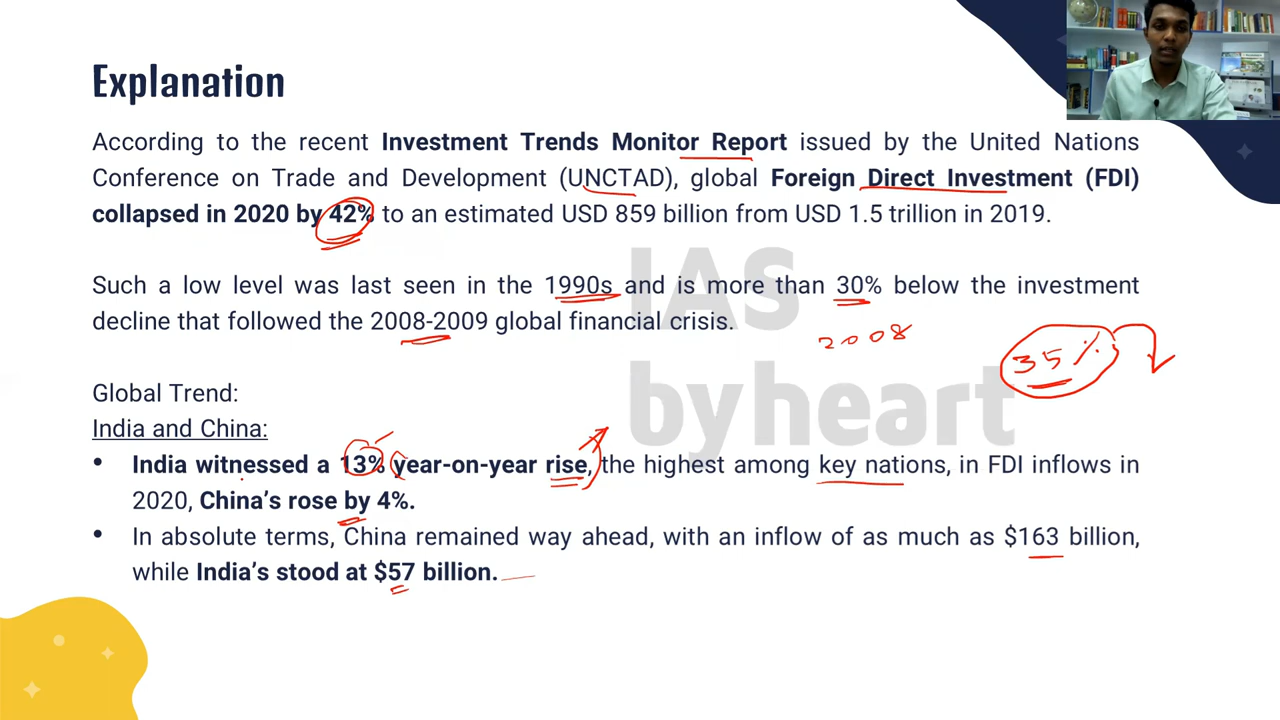 Explanation
According to the recent Investment Trends Monitor Report issued by the United Nations
Conference on Trade and Development (UNCTAD), global Foreign Direct Investment (FDI)
collapsed in 2020 by 42% to an estimated USD 859 billion from USD 1.5 trillion in 2019.
Such a low level was last seen in the 1990s and is more than 30% below the investment
decline that followed the 2008-2009 global financial crisis.
2008
35%
IAS
byheart
Global Trend:
India and China:
• India witnessed a 13% year-on-year rise, the highest among key nations, in FDI inflows in
2020, China's rose by 4%.
• In absolute terms, China remained way ahead, with an inflow of as much as $163 billion,
while India's stood at $57 billion.